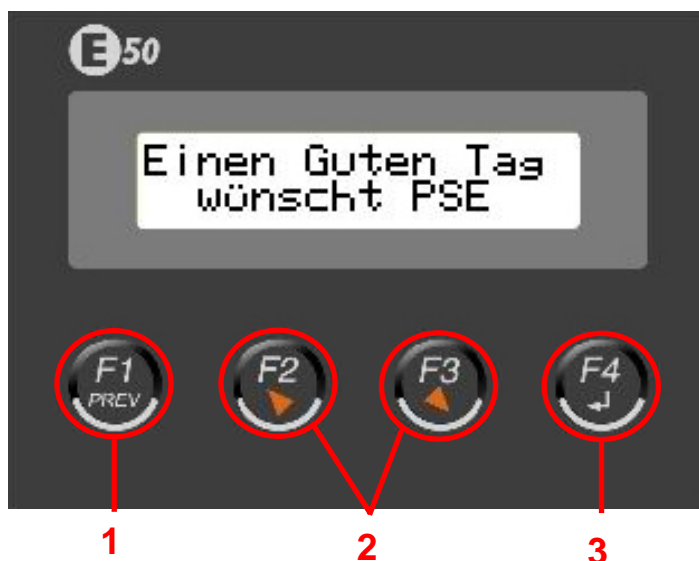 E50
Einen Guten Tag
wünscht PSE
F1
PREV
F2
F3
F4
1
2
3